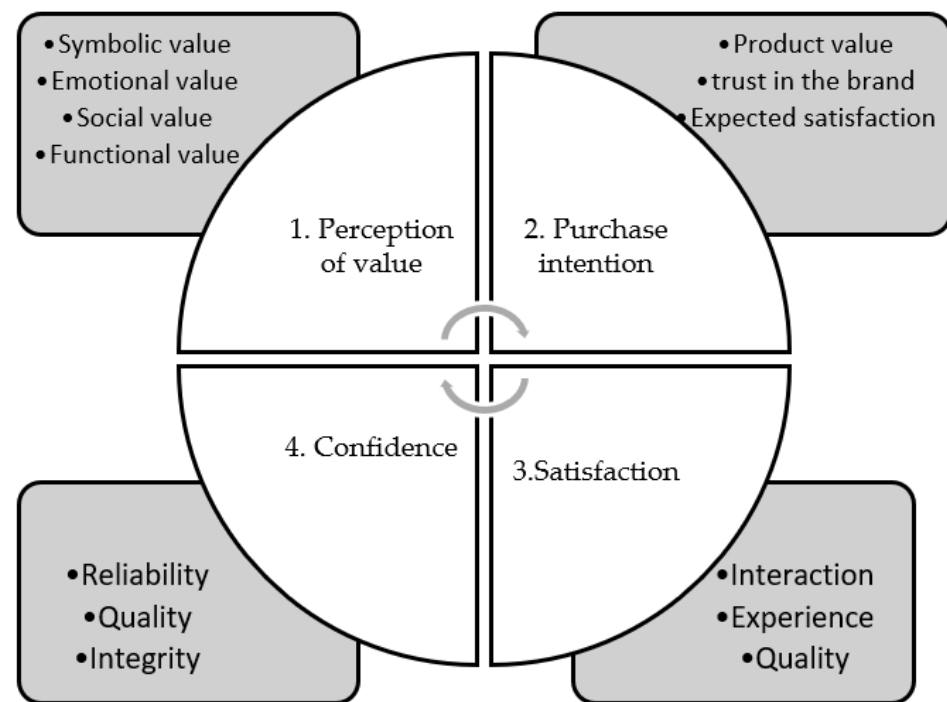 •Symbolic value
•Emotional value
•Social value
•Functional value
•Product value
•trust in the brand
•Expected satisfaction
1. Perception
of value
2. Purchase
intention
4. Confidence
3.Satisfaction
•Reliability
•Quality
•Integrity
•Interaction
•Experience
•Quality